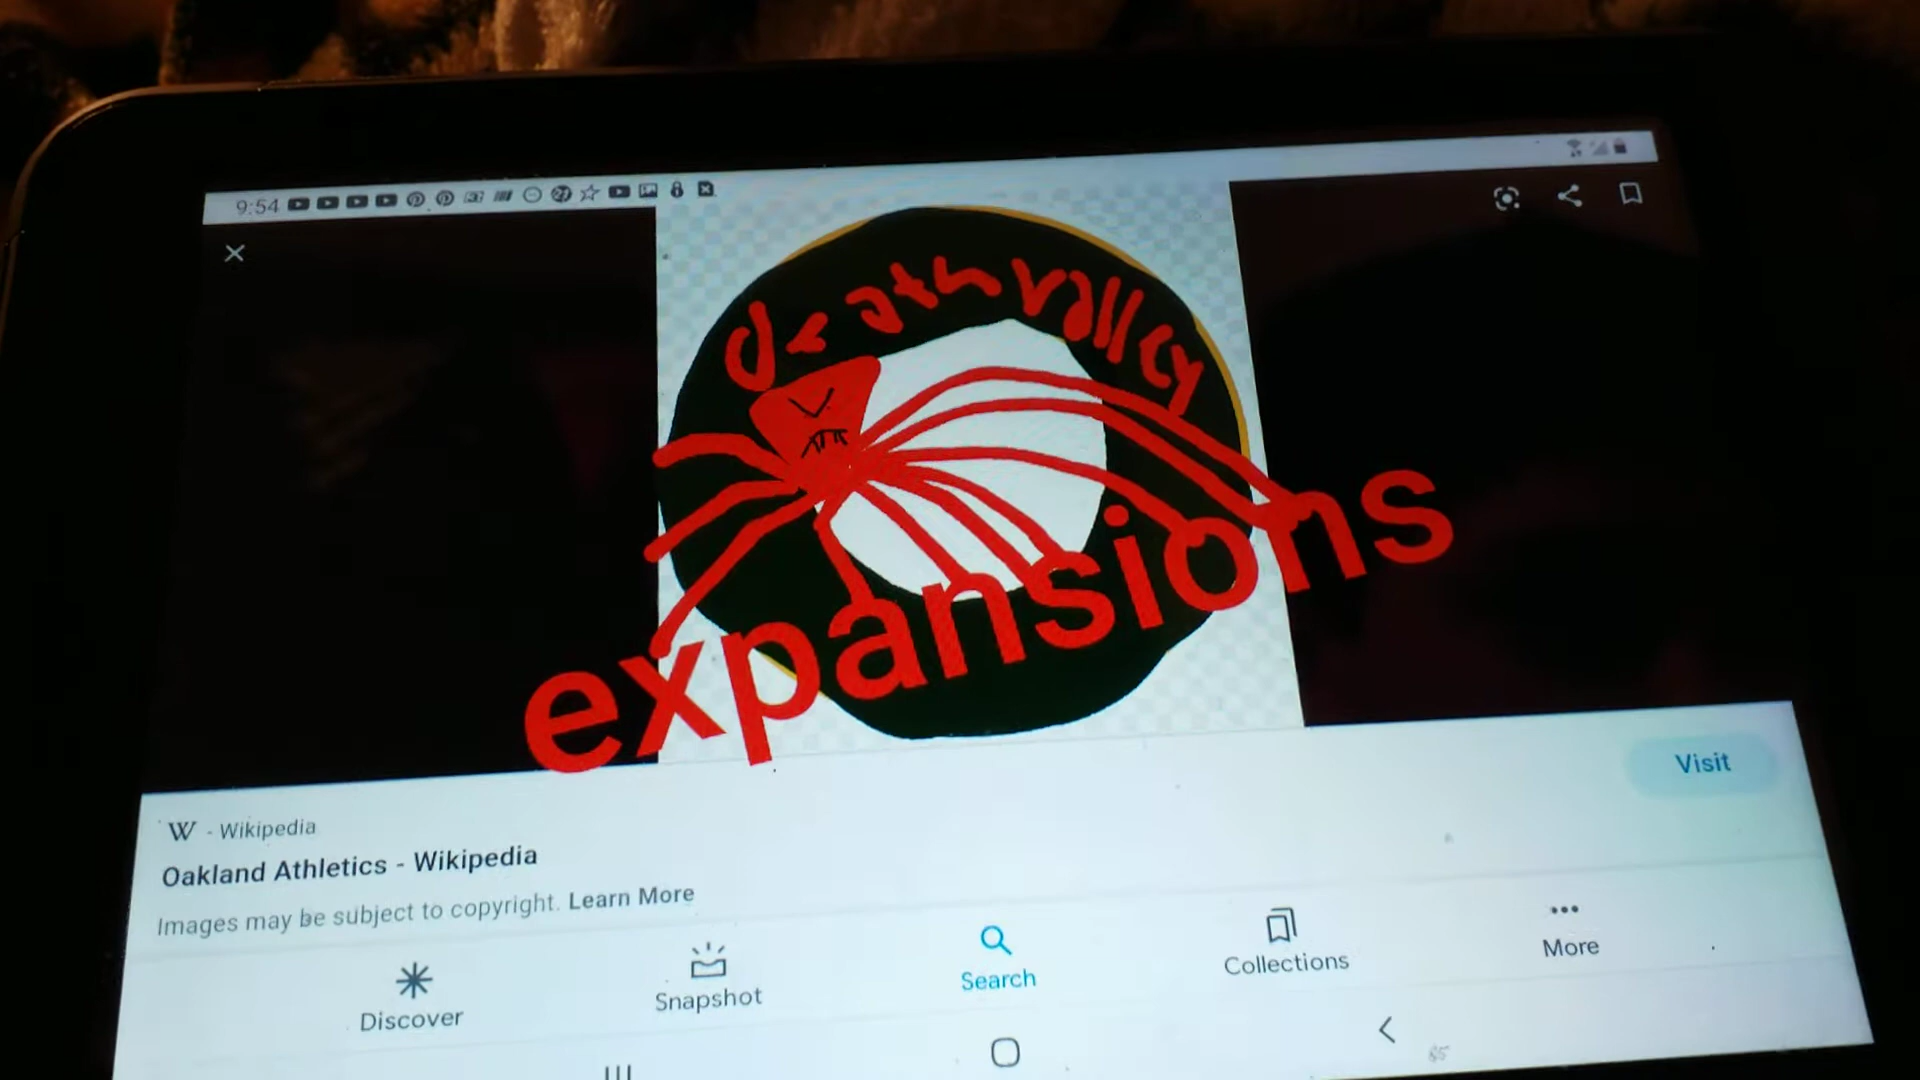 9:54
death valley
expansions
Visit
W - Wikipedia
Oakland Athletics - Wikipedia
Images may be subject to copyright. Learn More
Discover
Snapshot
Search
Collections
More